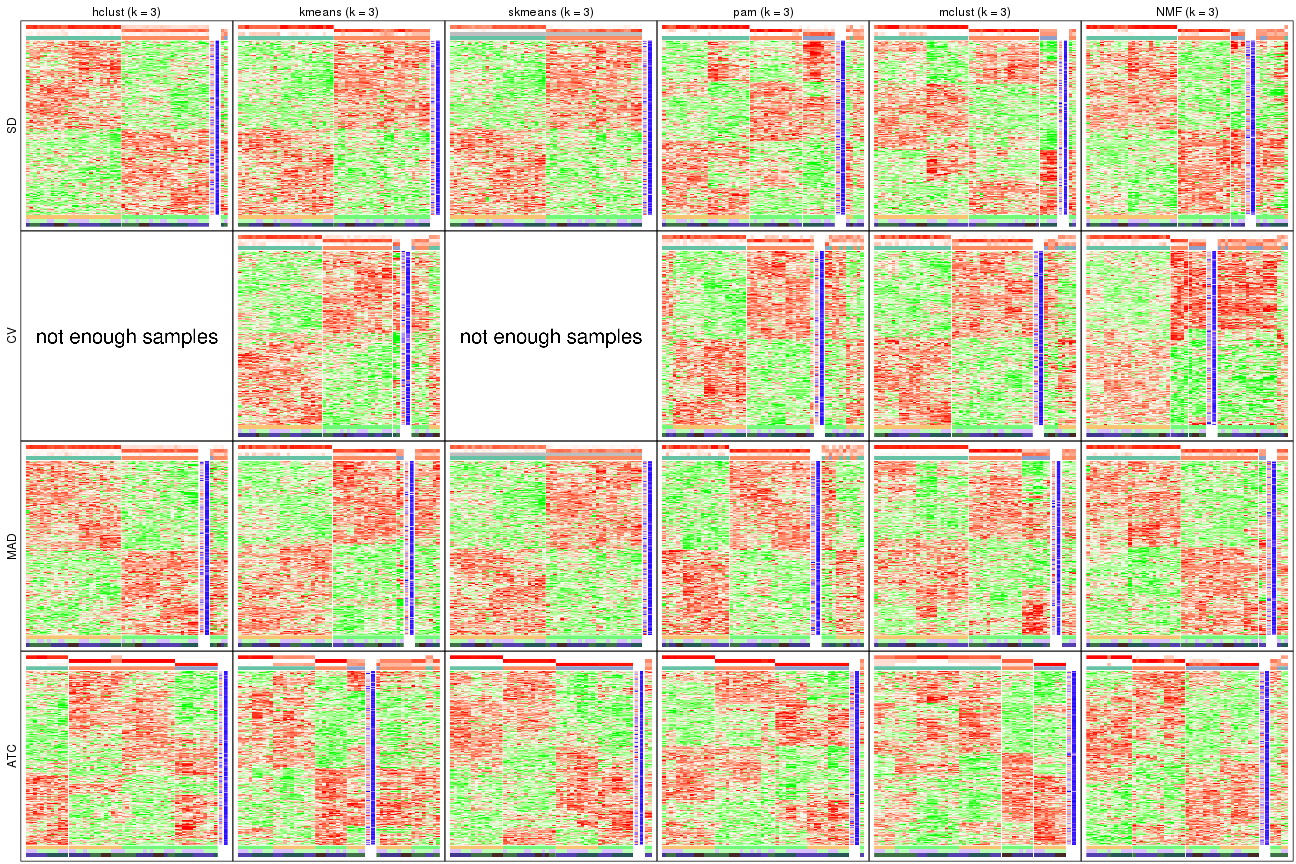 hclust (k = 3) kmeans (k = 3) skmeans (k = 3) pam (k = 3) mclust (k = 3) NMF (k = 3)
SD
CV
not enough samples not enough samples
MAD
ATC